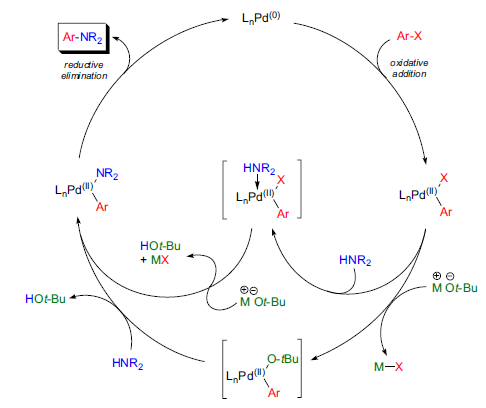 LnPd(0)
Ar-NR2
reductive
elimination
Ar-X
oxidative
addition
NR2
LnPd(II)
Ar
HNR2
X
LnPd(II)
Ar
X
LnPd(II)
Ar
HOt-Bu
+ MX
HNR2
⊕ ⊖
M Ot-Bu
⊕⊖
M Ot-Bu
HOt-Bu
HNR2
O-tBu
LnPd(II)
Ar
M–X